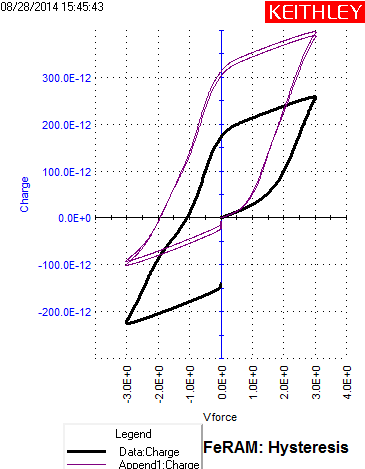 08/28/2014 15:45:43
KEITHLEY
300.0E-12
200.0E-12
100.0E-12
0.0E+0
-100.0E-12
-200.0E-12
Charge
-3.0E+0
-2.0E+0
-1.0E+0
0.0E+0
1.0E+0
2.0E+0
3.0E+0
4.0E+0
Vforce
Legend
Data:Charge
Append1:Charge
FeRAM: Hysteresis